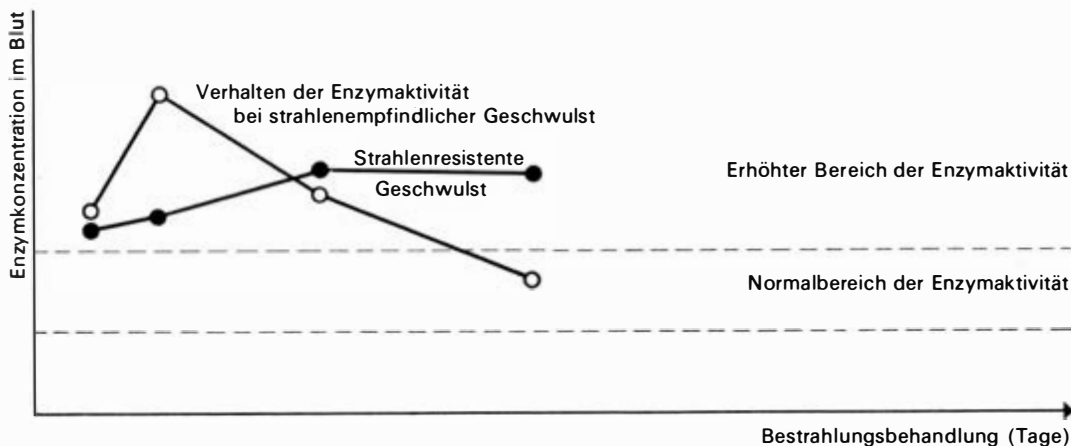 Enzymkonzentration im Blut
Verhalten der Enzymaktivität
bei strahlenempfindlicher Geschwulst
Strahlenresistente
Geschwulst
Erhöhter Bereich der Enzymaktivität
Normalbereich der Enzymaktivität
Bestrahlungsbehandlung (Tage)